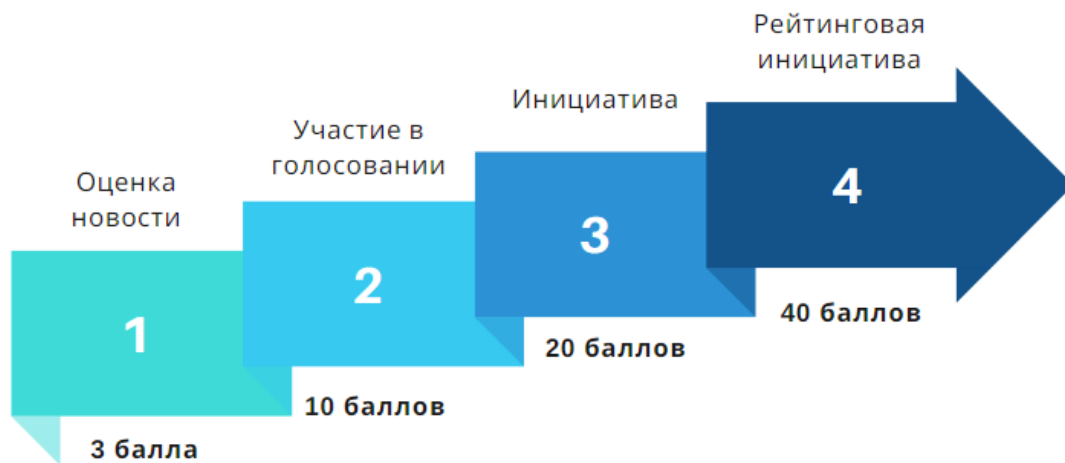 Оценка
новости
1
3 балла
Участие в
голосовании
2
10 баллов
Инициатива
3
20 баллов
Рейтинговая
инициатива
4
40 баллов